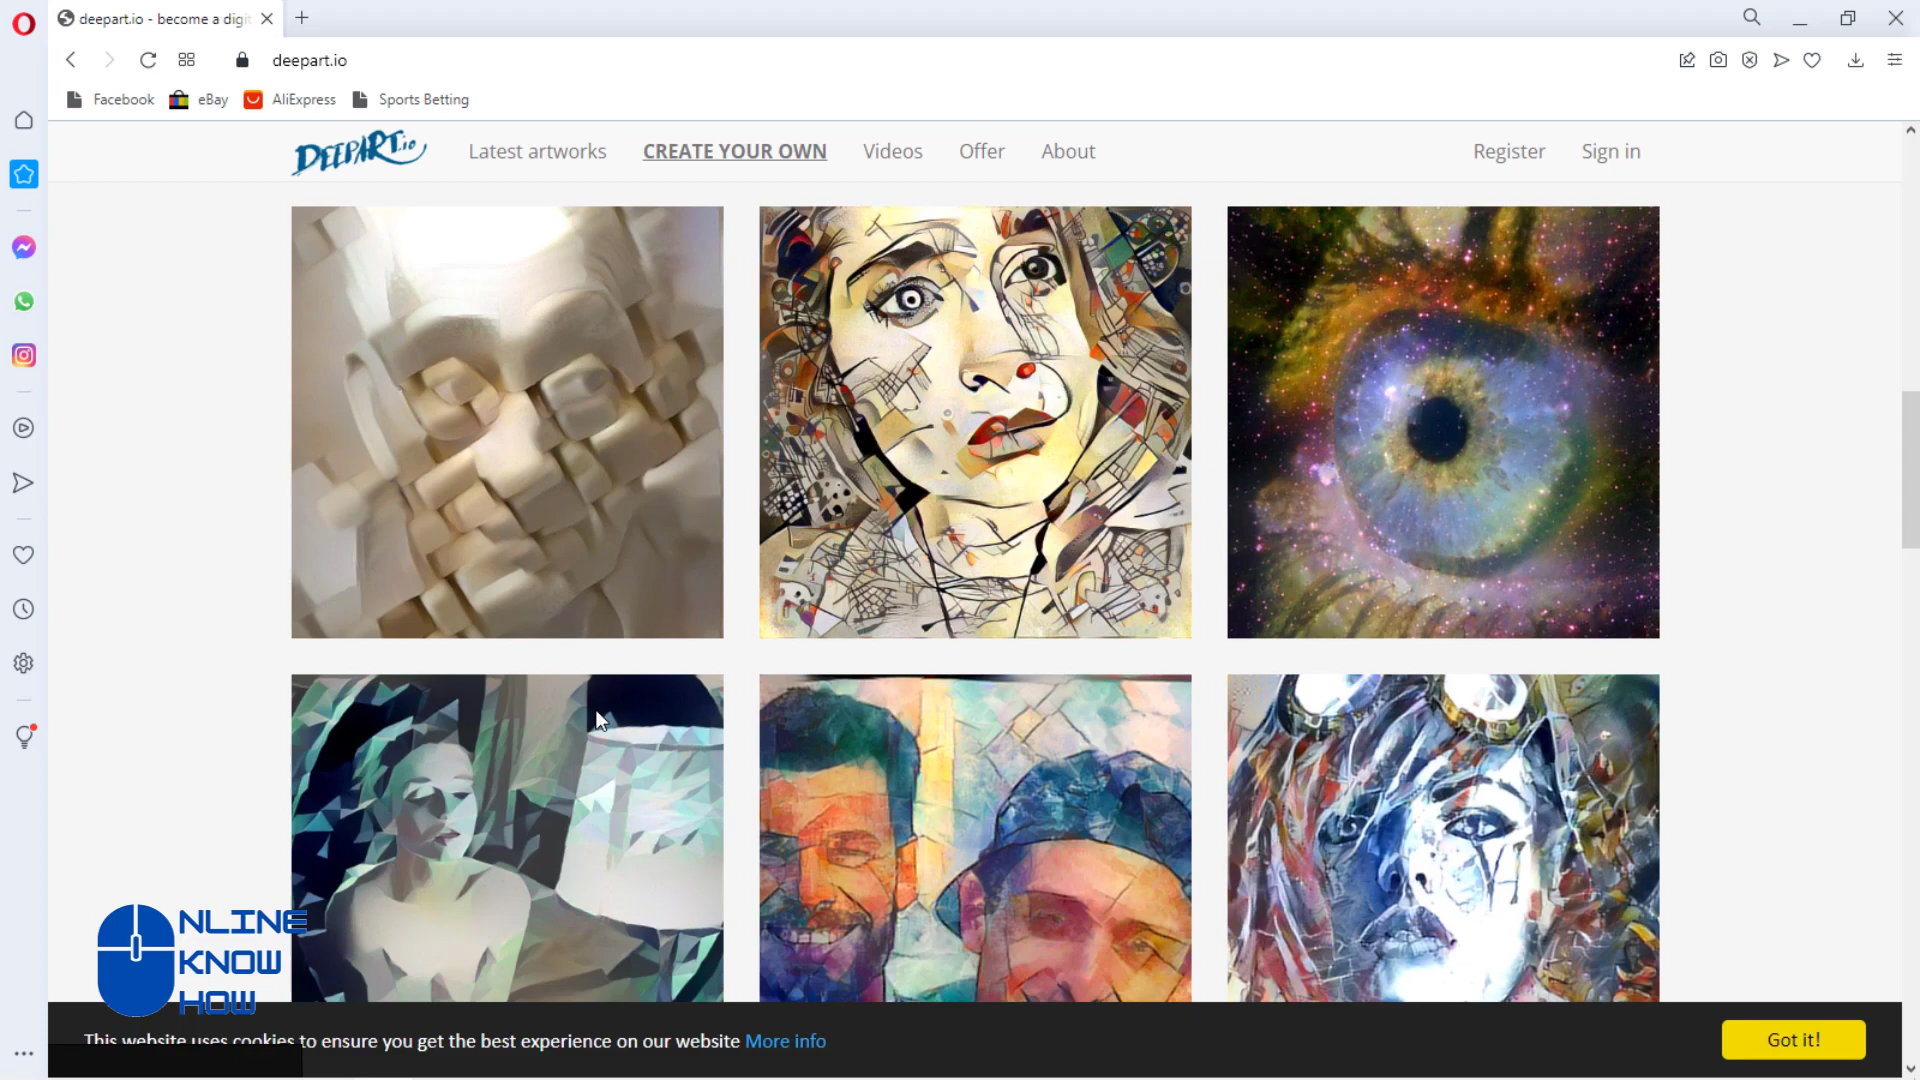 deepart.io - become a digi
deepart.io
Facebook eBay AliExpress Sports Betting
DEEPART.io Latest artworks CREATE YOUR OWN Videos Offer About Register Sign in
NLINE
KNOW
HOW
This website uses cookies to ensure you get the best experience on our website More info
Got it!